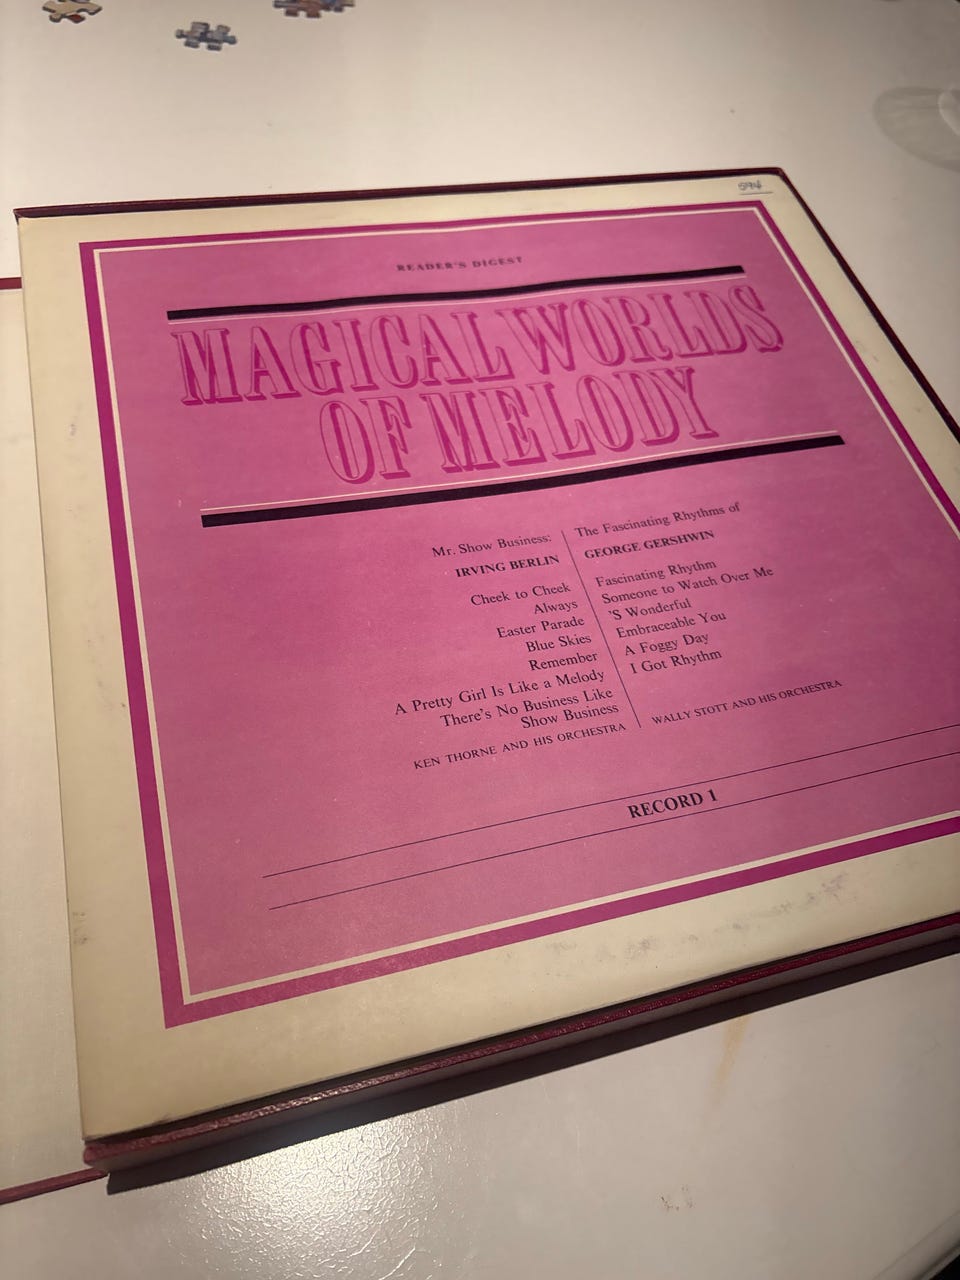 594
READER'S DIGEST
MAGICAL WORLDS
OF MELODY
Mr. Show Business:
IRVING BERLIN
Cheek to Cheek
Always
Easter Parade
Blue Skies
Remember
A Pretty Girl Is Like a Melody
There's No Business Like
Show Business
KEN THORNE AND HIS ORCHESTRA
The Fascinating Rhythms of
GEORGE GERSHWIN
Fascinating Rhythm
Someone to Watch Over Me
'S Wonderful
Embraceable You
A Foggy Day
I Got Rhythm
WALLY STOTT AND HIS ORCHESTRA
RECORD 1